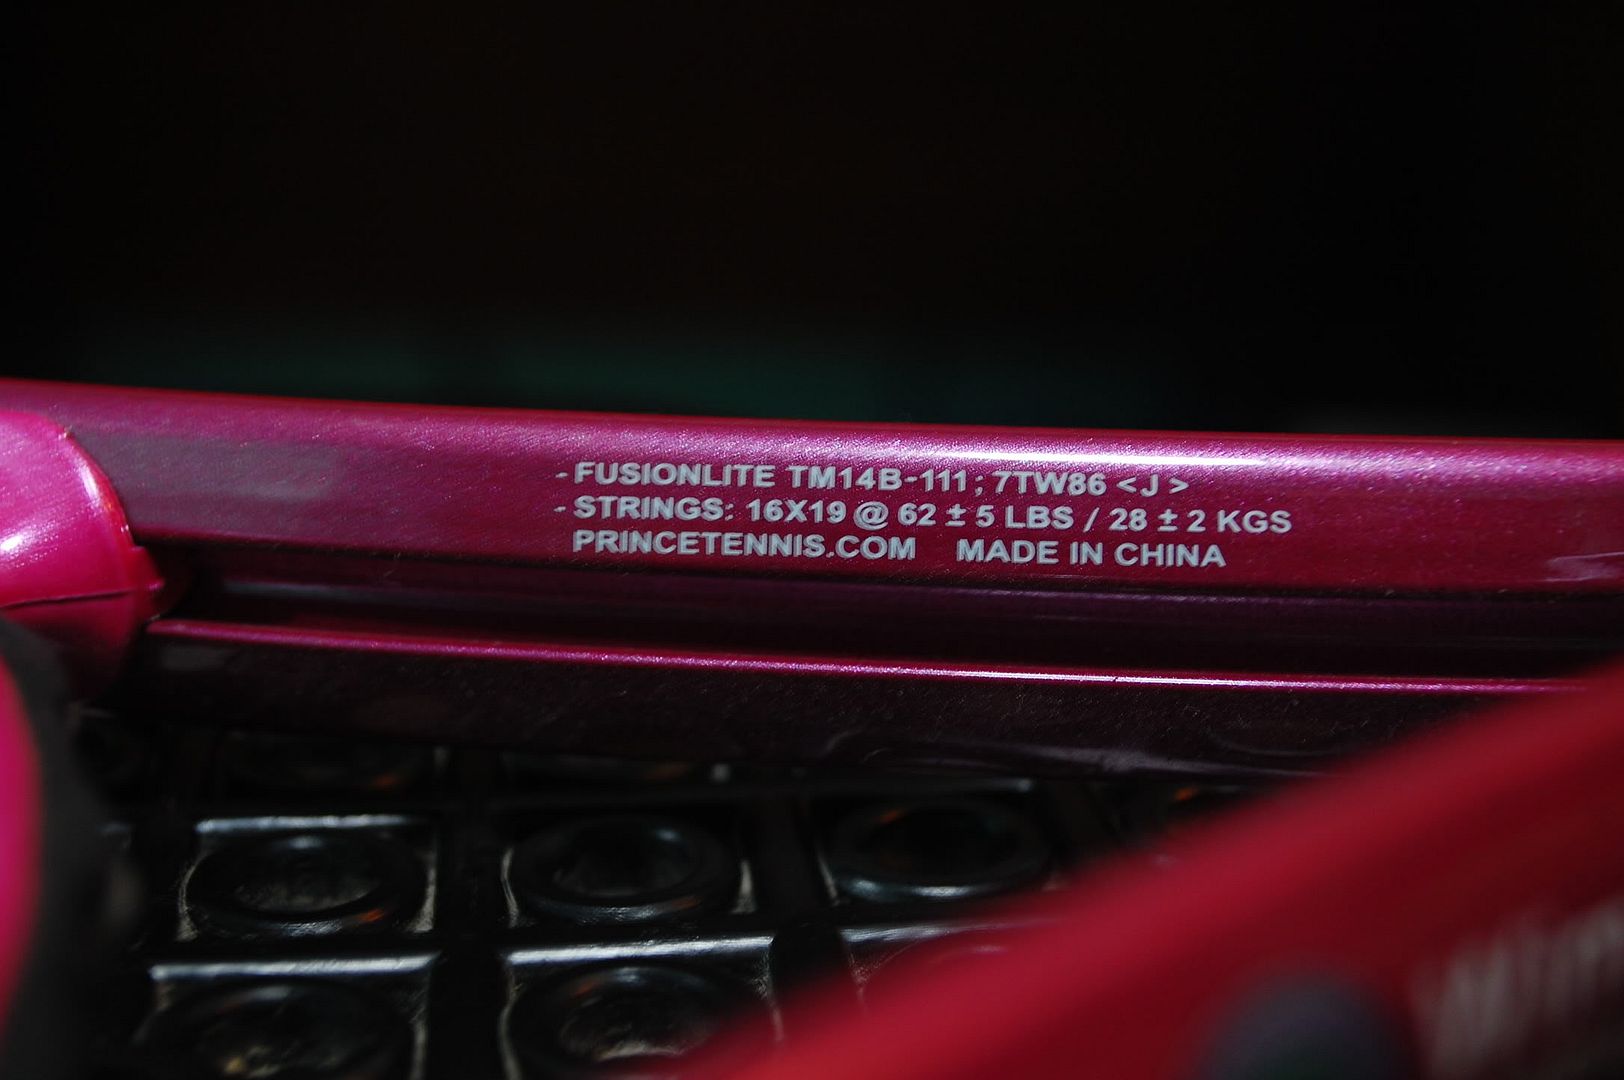 - FUSIONLITE TM14B-111; 7TW86 <J >
- STRINGS: 16X19 @ 62 ± 5 LBS / 28 ± 2 KGS
PRINCETENNIS.COM MADE IN CHINA